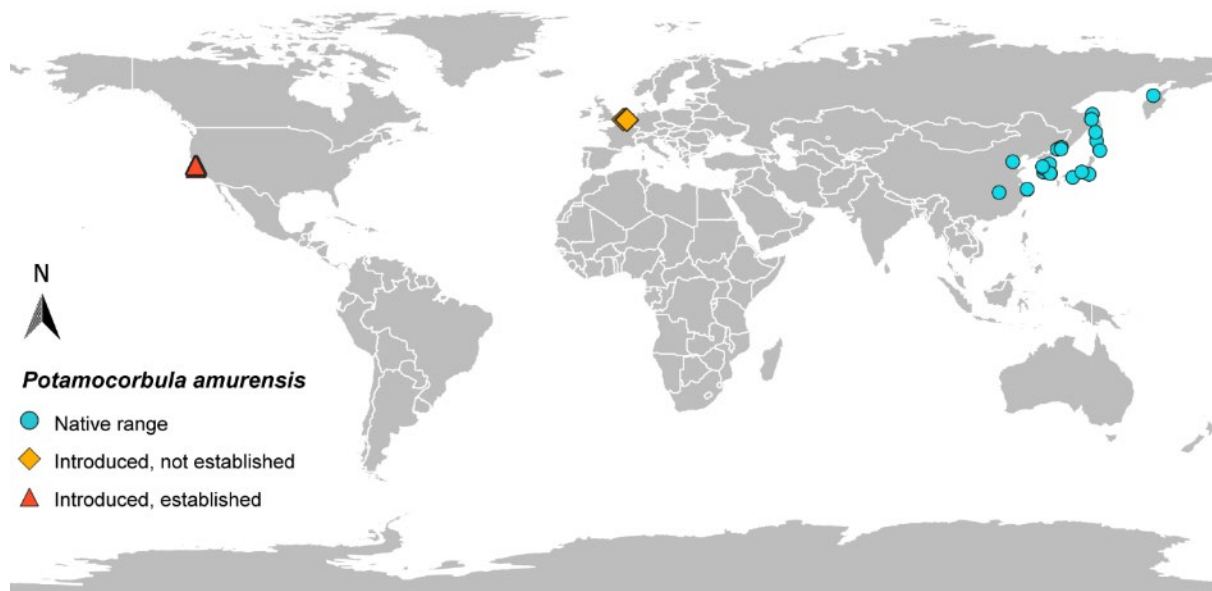 N
Potamocorbula amurensis
Native range
Introduced, not established
Introduced, established